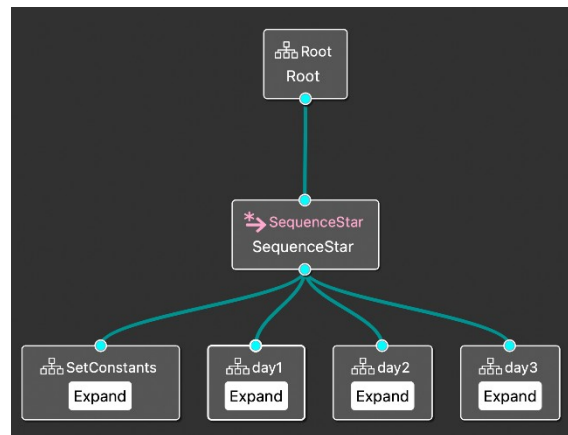 Root
Root
SequenceStar
SequenceStar
SetConstants
Expand
day1
Expand
day2
Expand
day3
Expand